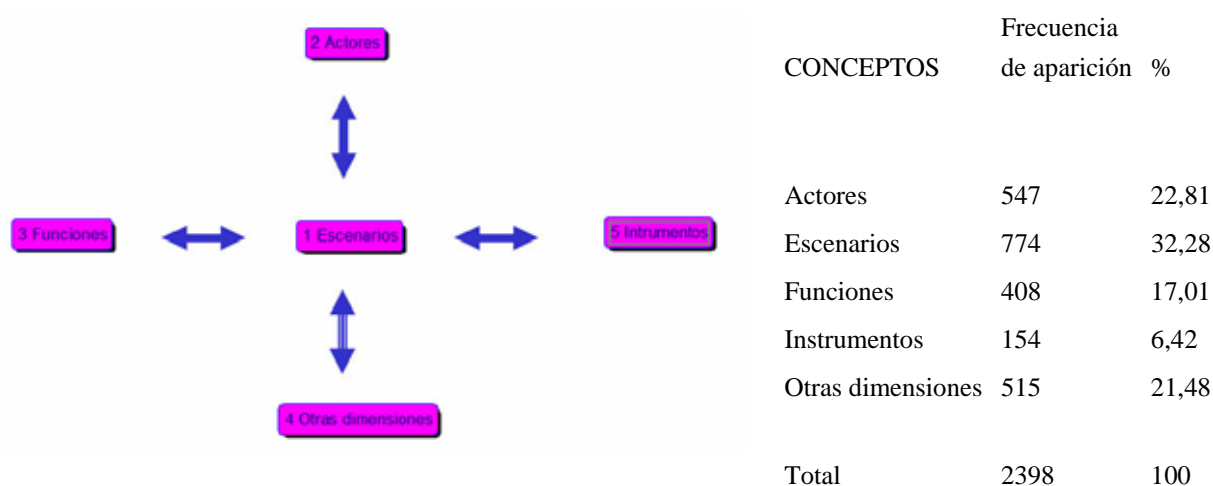 2 Actores
3 Funciones
1 Escenarios
5 Intrumentos
4 Otras dimensiones
Frecuencia
CONCEPTOS de aparición %
Actores 547 22,81
Escenarios 774 32,28
Funciones 408 17,01
Instrumentos 154 6,42
Otras dimensiones 515 21,48
Total 2398 100